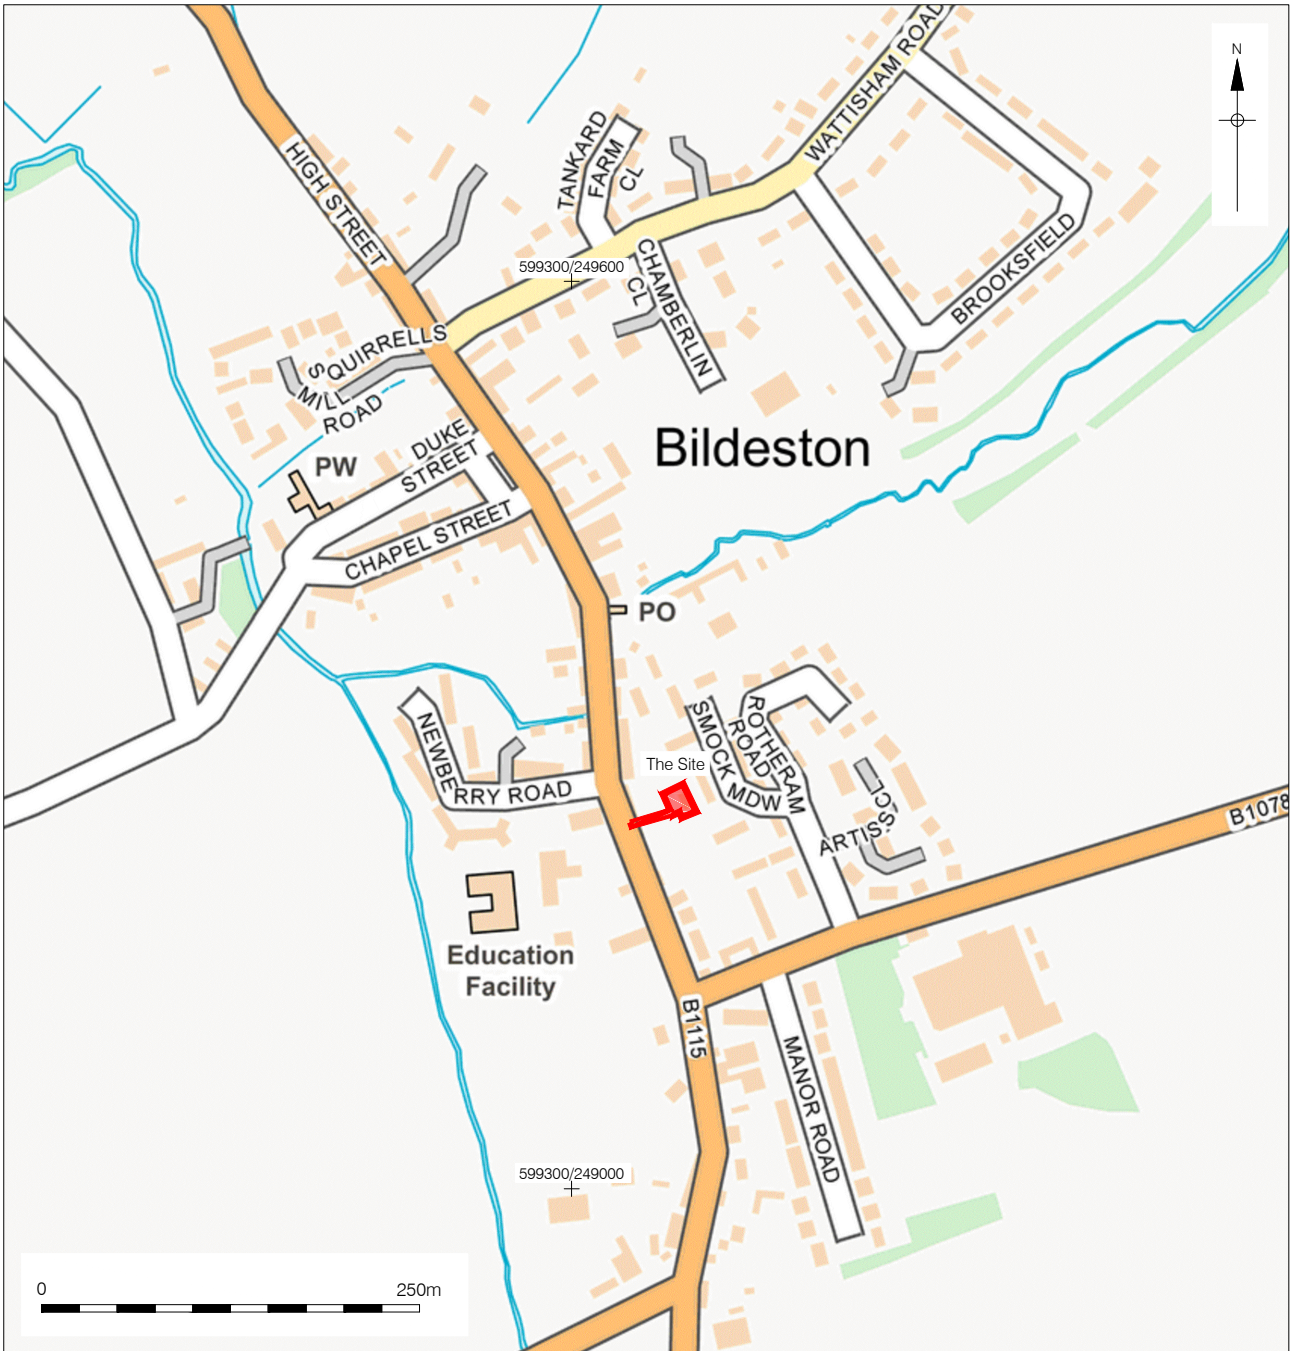 WATTISHAM ROAD
N
HIGH STREET
TANKARD
FARM
CL
599300/249600
CHAMBERLIN
CL
BROOKSFIELD
SQUIRRELLS
MILL
ROAD
DUKE
STREET
PW
Bildeston
CHAPEL STREET
PO
NEWBERRY ROAD
SMOCK MDW
ROTHERAM
ROAD
The Site
ARTISS CL
B1078
Education
Facility
B1115
MANOR ROAD
599300/249000
0 250m